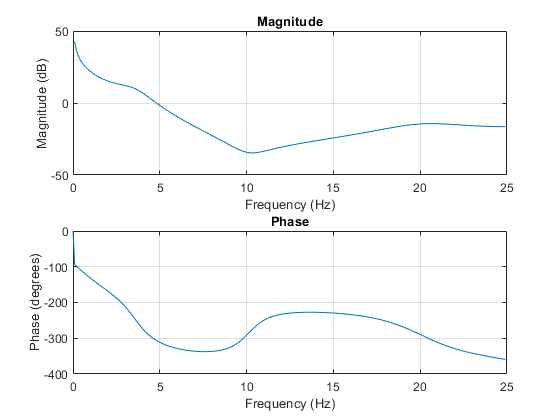 Magnitude
Magnitude (dB)
50
0
-50
0 5 10 15 20 25
Frequency (Hz)
Phase
Phase (degrees)
0
-100
-200
-300
-400
0 5 10 15 20 25
Frequency (Hz)